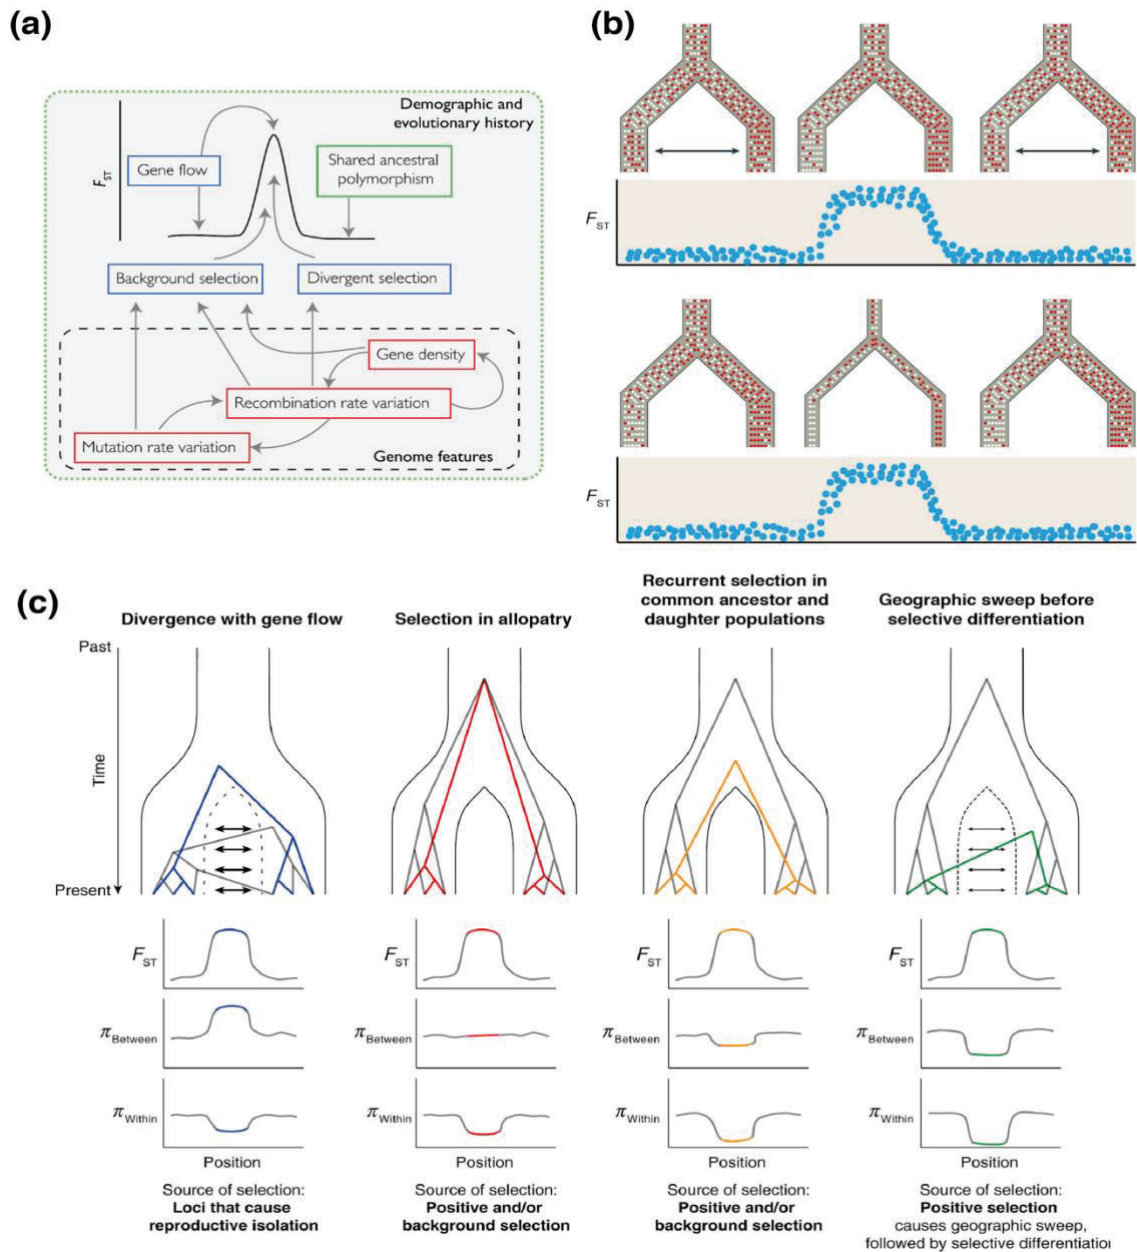 (a)
Demographic and
evolutionary history
FST
Gene flow
Shared ancestral
polymorphism
Background selection
Divergent selection
Gene density
Recombination rate variation
Mutation rate variation
Genome features
(b)
FST
FST
(c)
Divergence with gene flow
Selection in allopatry
Recurrent selection in
common ancestor and
daughter populations
Geographic sweep before
selective differentiation
Past
Time
Present
FST
FST
FST
FST
πBetween
πBetween
πBetween
πBetween
πWithin
πWithin
πWithin
πWithin
Position
Position
Position
Position
Source of selection:
Loci that cause
reproductive isolation
Source of selection:
Positive and/or
background selection
Source of selection:
Positive and/or
background selection
Source of selection:
Positive selection
causes geographic sweep,
followed by selective differentiation